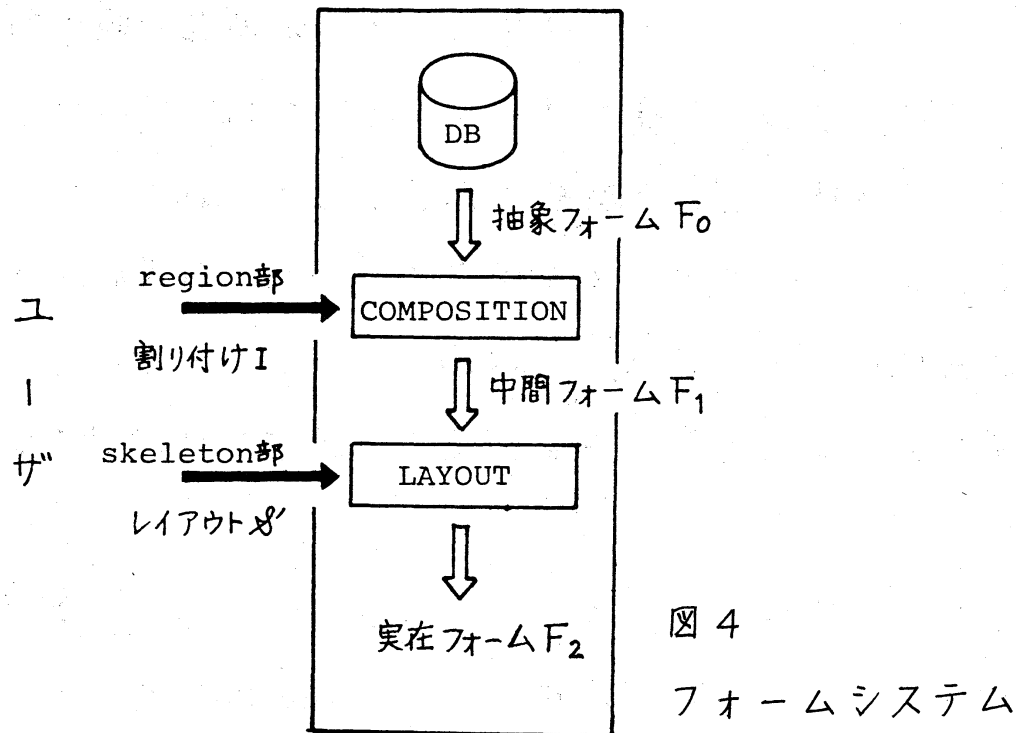 DB
抽象フォーム F₀
region部
COMPOSITION
割り付け I
中間フォーム F₁
ユーザ
skeleton部
LAYOUT
レイアウト
実在フォーム F₂
図 4
フォームシステム